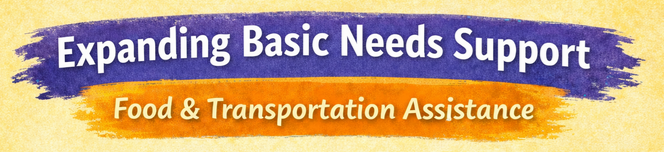 Expanding Basic Needs Support
Food & Transportation Assistance